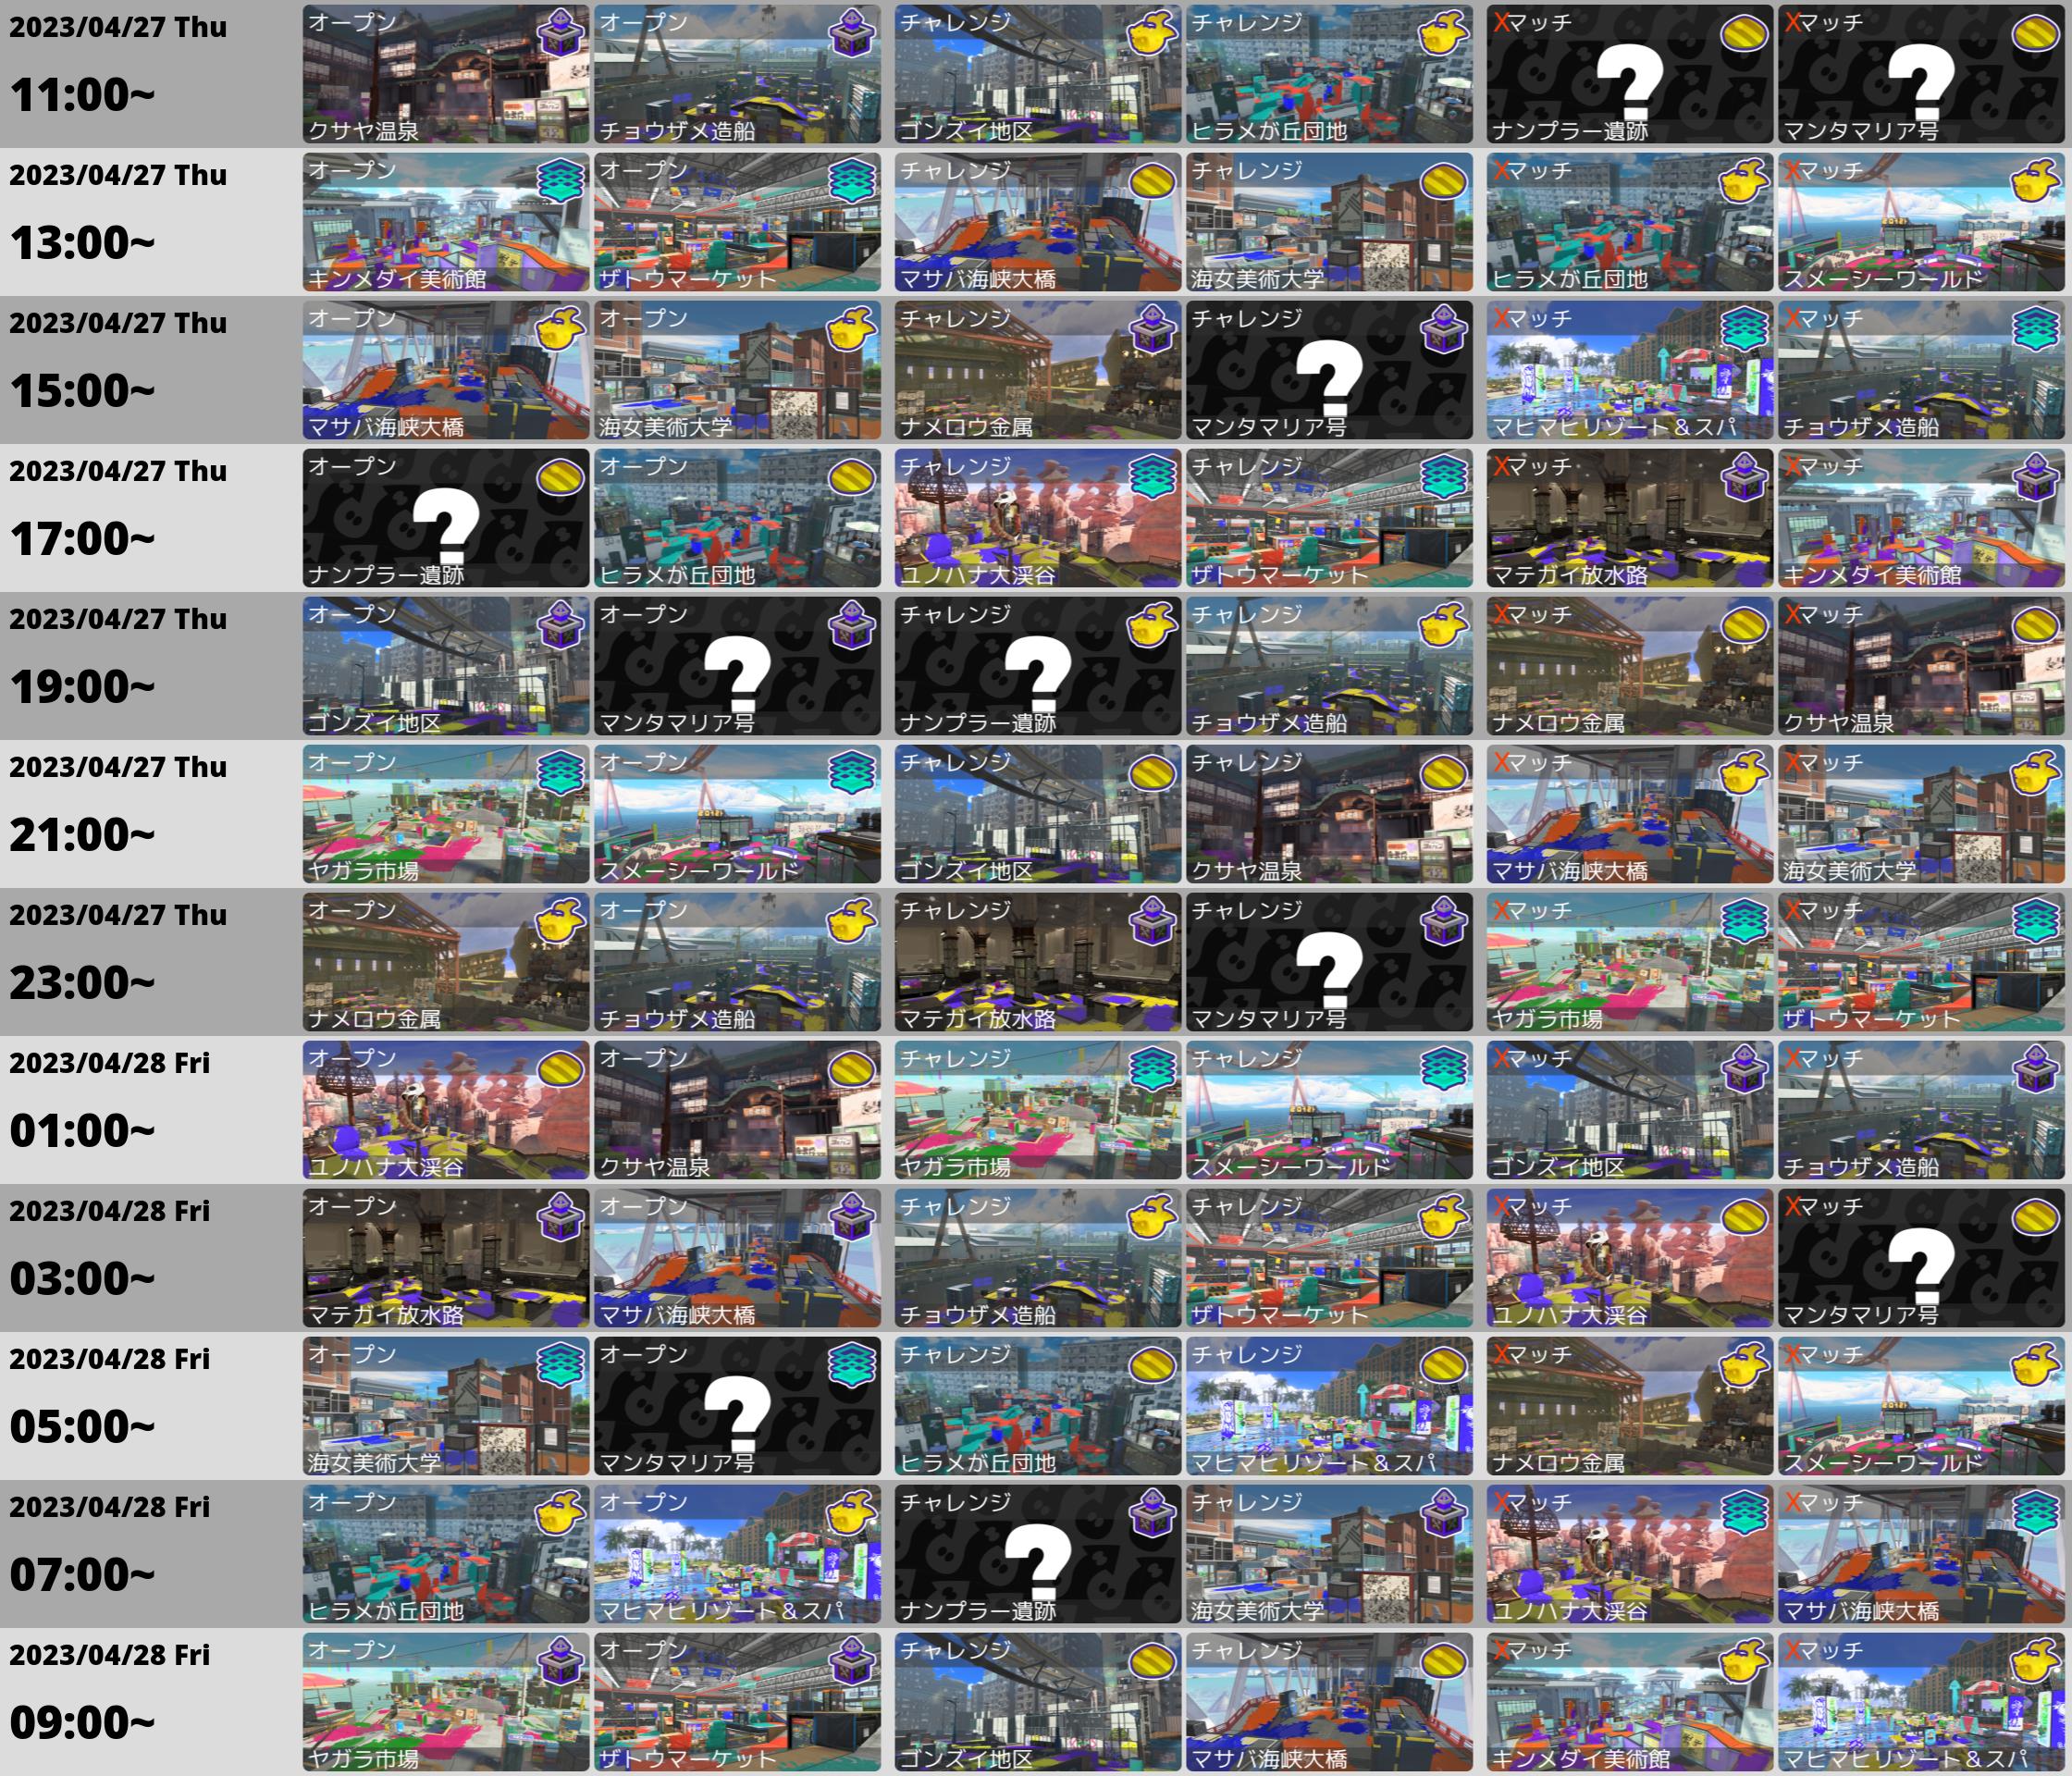 2023/04/27 Thu
11:00~
オープン オープン チャレンジ チャレンジ Xマッチ Xマッチ
クサヤ温泉 チョウザメ造船 ゴンズイ地区 ヒラメが丘団地 ナンプラー遺跡 マンタマリア号
2023/04/27 Thu
13:00~
オープン オープン チャレンジ チャレンジ Xマッチ Xマッチ
キンメダイ美術館 ザトウマーケット マサバ海峡大橋 海女美術大学 ヒラメが丘団地 スメーシーワールド
2023/04/27 Thu
15:00~
オープン オープン チャレンジ チャレンジ Xマッチ Xマッチ
マサバ海峡大橋 海女美術大学 ナメロウ金属 マンタマリア号 マヒマヒリゾート&スパ チョウザメ造船
2023/04/27 Thu
17:00~
オープン オープン チャレンジ チャレンジ Xマッチ Xマッチ
ナンプラー遺跡 ヒラメが丘団地 ユノハナ大渓谷 ザトウマーケット マテガイ放水路 キンメダイ美術館
2023/04/27 Thu
19:00~
オープン オープン チャレンジ チャレンジ Xマッチ Xマッチ
ゴンズイ地区 マンタマリア号 ナンプラー遺跡 チョウザメ造船 ナメロウ金属 クサヤ温泉
2023/04/27 Thu
21:00~
オープン オープン チャレンジ チャレンジ Xマッチ Xマッチ
ヤガラ市場 スメーシーワールド ゴンズイ地区 クサヤ温泉 マサバ海峡大橋 海女美術大学
2023/04/27 Thu
23:00~
オープン オープン チャレンジ チャレンジ Xマッチ Xマッチ
ナメロウ金属 チョウザメ造船 マテガイ放水路 マンタマリア号 ヤガラ市場 ザトウマーケット
2023/04/28 Fri
01:00~
オープン オープン チャレンジ チャレンジ Xマッチ Xマッチ
ユノハナ大渓谷 クサヤ温泉 ヤガラ市場 スメーシーワールド ゴンズイ地区 チョウザメ造船
2023/04/28 Fri
03:00~
オープン オープン チャレンジ チャレンジ Xマッチ Xマッチ
マテガイ放水路 マサバ海峡大橋 チョウザメ造船 ザトウマーケット ユノハナ大渓谷 マンタマリア号
2023/04/28 Fri
05:00~
オープン オープン チャレンジ チャレンジ Xマッチ Xマッチ
海女美術大学 マンタマリア号 ヒラメが丘団地 マヒマヒリゾート&スパ ナメロウ金属 スメーシーワールド
2023/04/28 Fri
07:00~
オープン オープン チャレンジ チャレンジ Xマッチ Xマッチ
ヒラメが丘団地 マヒマヒリゾート&スパ ナンプラー遺跡 海女美術大学 ユノハナ大渓谷 マサバ海峡大橋
2023/04/28 Fri
09:00~
オープン オープン チャレンジ チャレンジ Xマッチ Xマッチ
ヤガラ市場 ザトウマーケット ゴンズイ地区 マサバ海峡大橋 キンメダイ美術館 マヒマヒリゾート&スパ